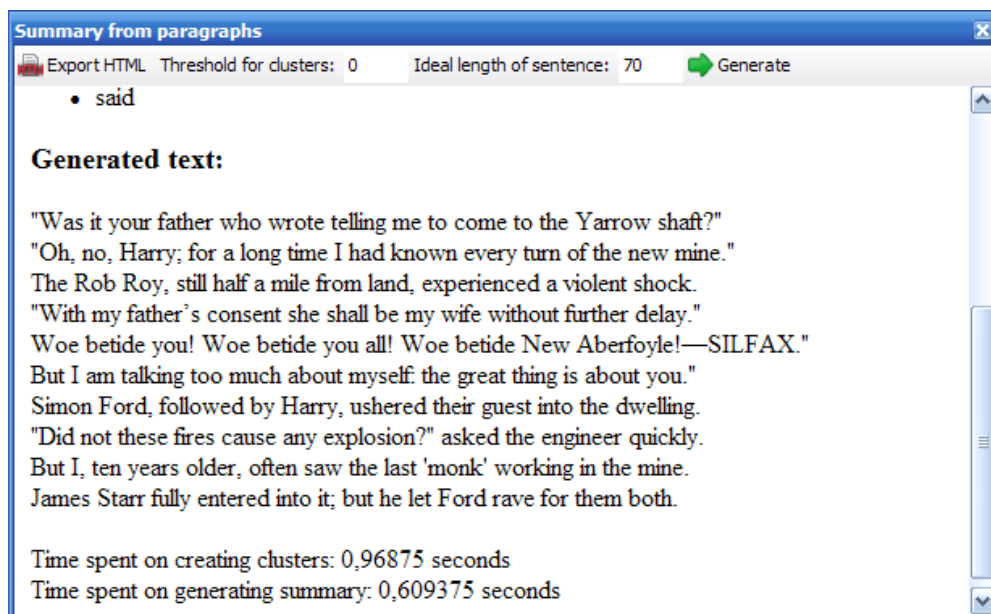 Summary from paragraphs
Export HTML Threshold for clusters: 0 Ideal length of sentence: 70 Generate
• said
Generated text:
"Was it your father who wrote telling me to come to the Yarrow shaft?"
"Oh, no, Harry; for a long time I had known every turn of the new mine."
The Rob Roy, still half a mile from land, experienced a violent shock.
"With my father’s consent she shall be my wife without further delay."
Woe betide you! Woe betide you all! Woe betide New Aberfoyle!—SILFAX."
But I am talking too much about myself: the great thing is about you."
Simon Ford, followed by Harry, ushered their guest into the dwelling.
"Did not these fires cause any explosion?" asked the engineer quickly.
But I, ten years older, often saw the last 'monk' working in the mine.
James Starr fully entered into it; but he let Ford rave for them both.
Time spent on creating clusters: 0,96875 seconds
Time spent on generating summary: 0,609375 seconds